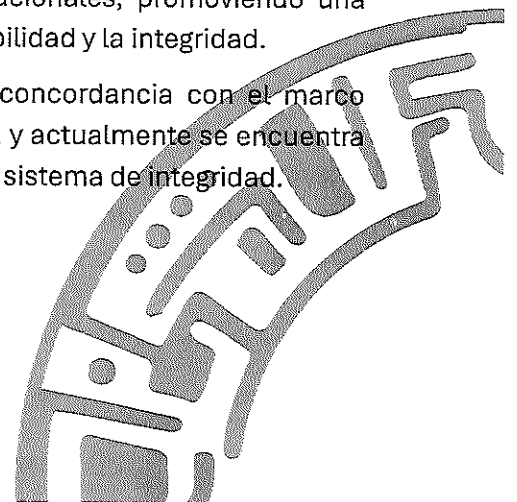 acionales, promoviendo una
bilidad y la integridad.
concordancia con el marco
y actualmente se encuentra
sistema de integridad.